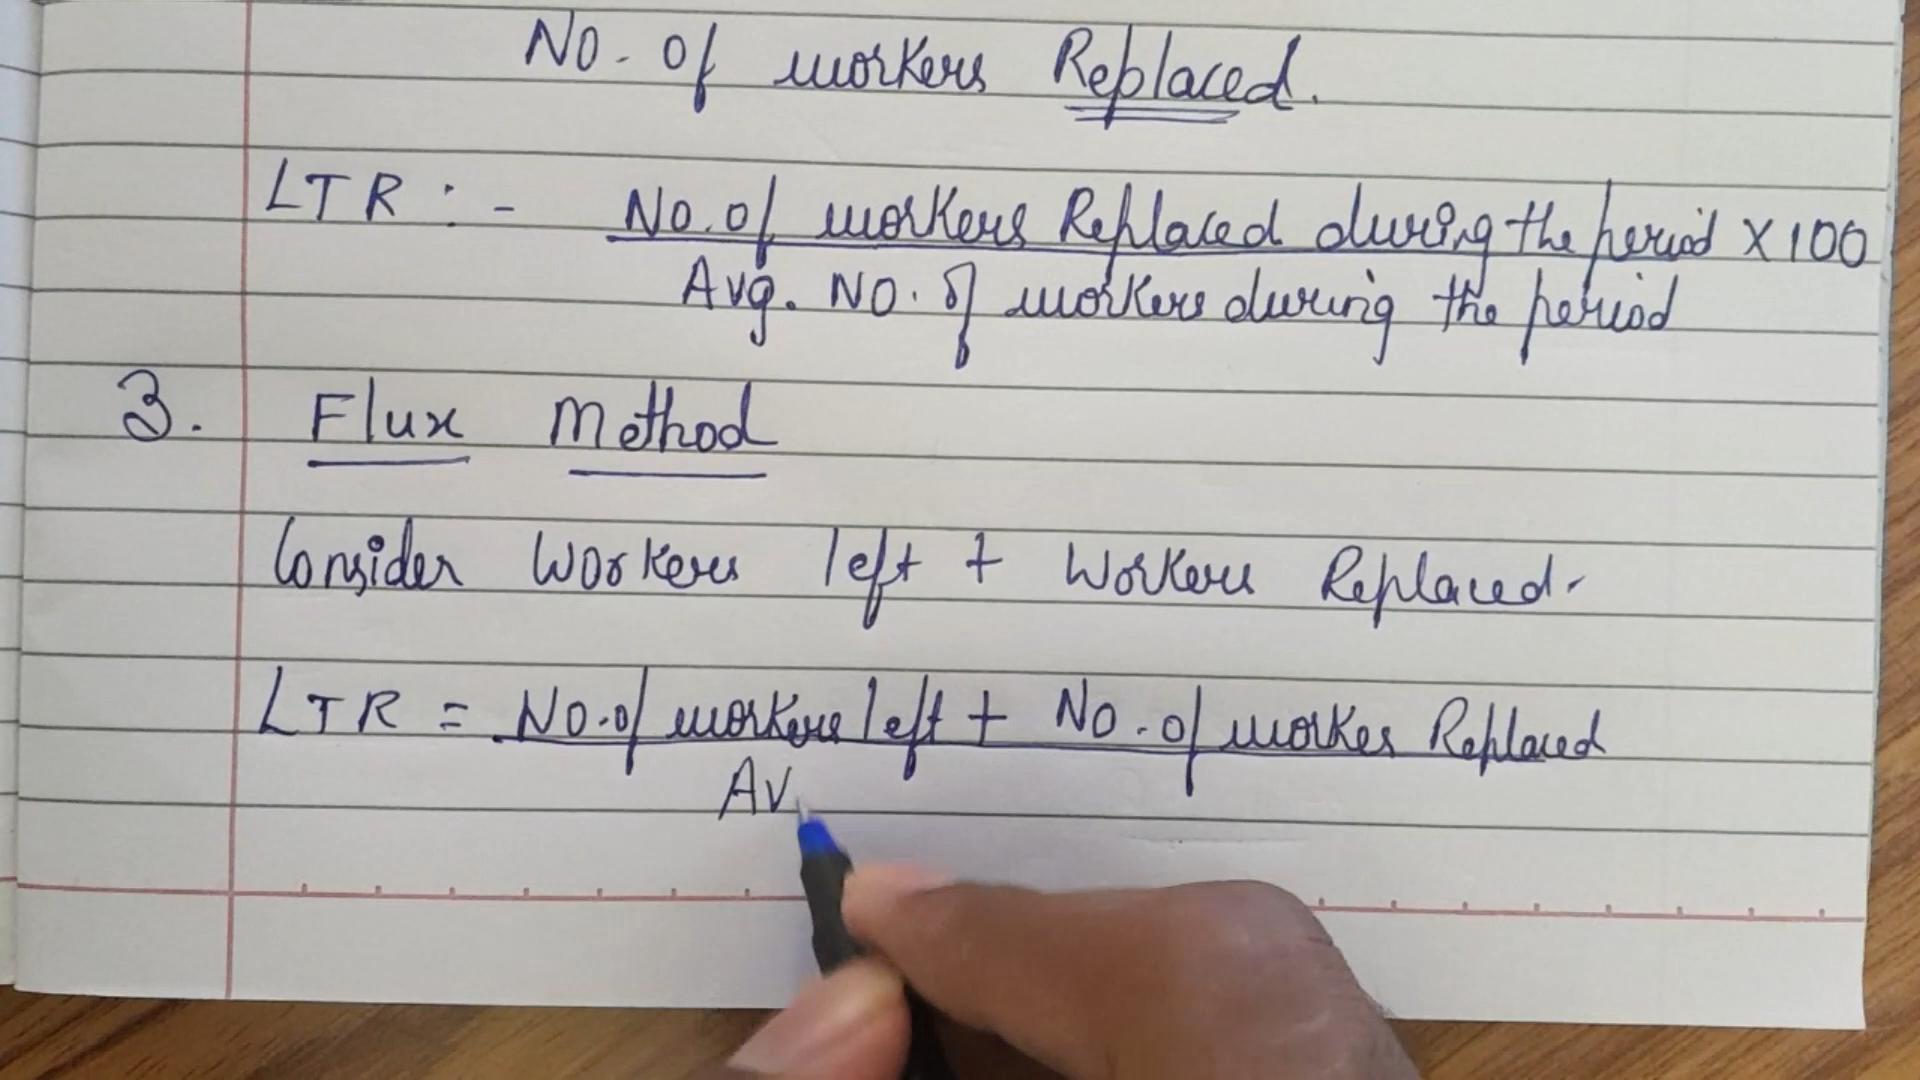 No. of workers Replaced.
LTR :- No. of workers Replaced during the period X 100
Avg. No. of workers during the period
3. Flux Method
Consider Workers left + Workers Replaced.
LTR = No. of workers left + No. of workes Replaced
Av